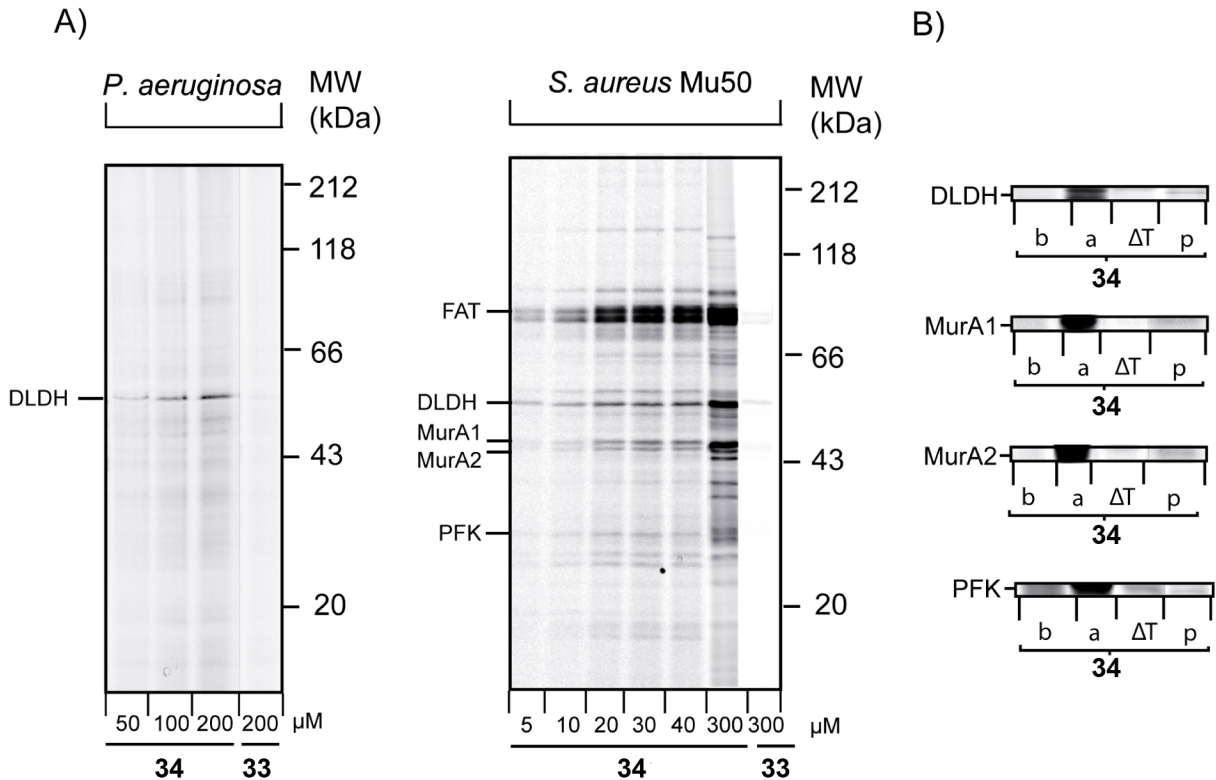 A)
P. aeruginosa
MW
(kDa)
212
118
66
DLDH
43
20
50 100 200 200 µM
34 33
S. aureus Mu50
MW
(kDa)
212
118
FAT
66
DLDH
MurA1
MurA2
43
PFK
20
5 10 20 30 40 300 300 µM
34 33
B)
DLDH
b a ΔT p
34
MurA1
b a ΔT p
34
MurA2
b a ΔT p
34
PFK
b a ΔT p
34